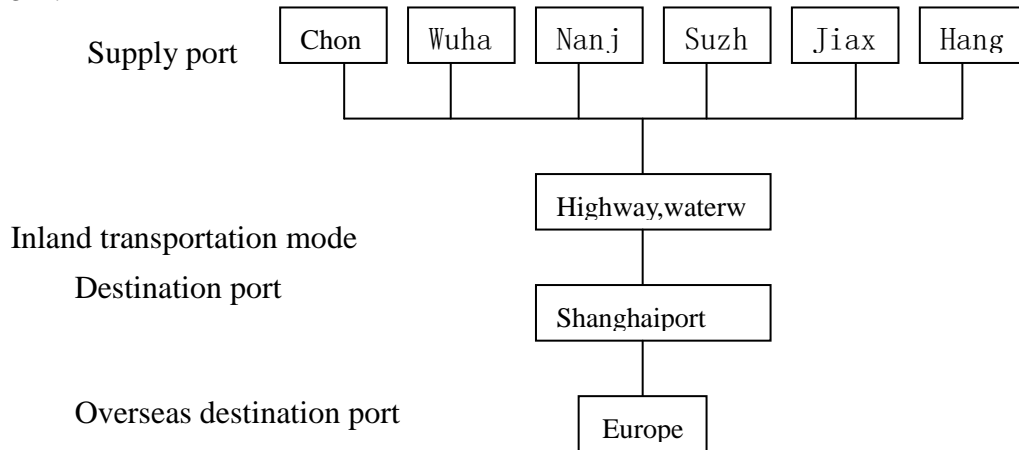 Supply port
Chon
Wuha
Nanj
Suzh
Jiax
Hang
Highway,waterw
Inland transportation mode
Destination port
Shanghaiport
Overseas destination port
Europe